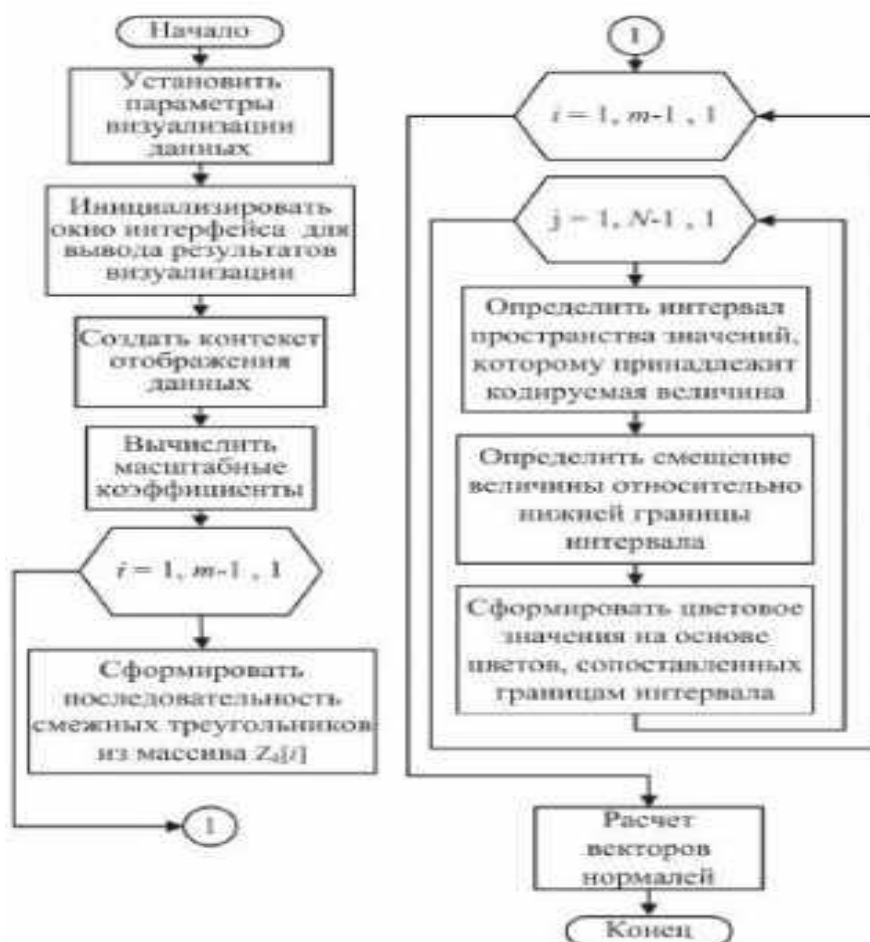 Начало
Установить
параметры
визуализации
данных
Инициализировать
окно интерфейса для
вывода результатов
визуализации
Создать контекст
отображения
данных
Вычислить
масштабные
коэффициенты
i = 1, m-1 , 1
Сформировать
последовательность
смежных треугольников
из массива Zₐ[i]
1
1
i = 1, m-1 , 1
j = 1, N-1 , 1
Определить интервал
пространства значений,
которому принадлежит
кодируемая величина
Определить смещение
величины относительно
нижней границы
интервала
Сформировать цветовое
значения на основе
цветов, сопоставленных
границам интервала
Расчет
векторов
нормалей
Конец